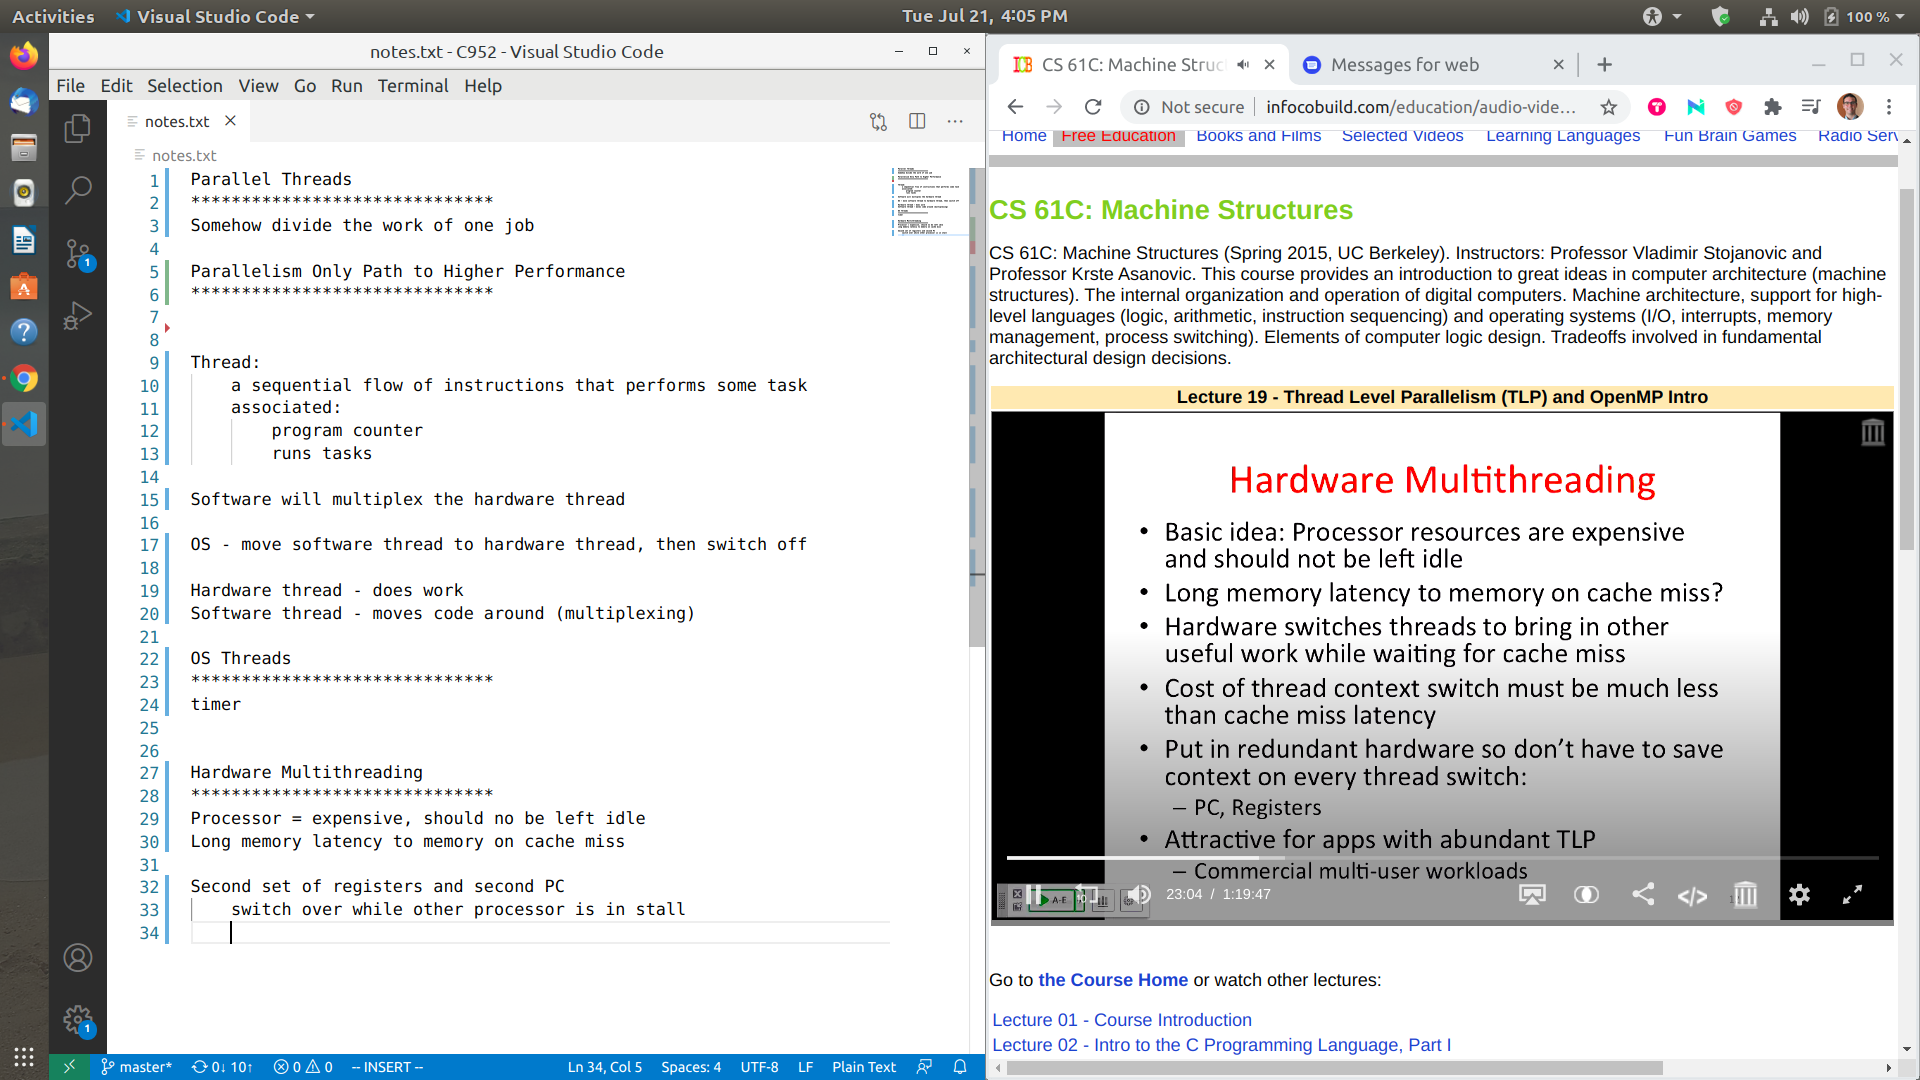 Activities
Visual Studio Code
Tue Jul 21, 4:05 PM
100 %
notes.txt - C952 - Visual Studio Code
File Edit Selection View Go Run Terminal Help
notes.txt
notes.txt
1 Parallel Threads
2 ******************************
3 Somehow divide the work of one job
4
5 Parallelism Only Path to Higher Performance
6 ******************************
7
8
9 Thread:
10 a sequential flow of instructions that performs some task
11 associated:
12 program counter
13 runs tasks
14
15 Software will multiplex the hardware thread
16
17 OS - move software thread to hardware thread, then switch off
18
19 Hardware thread - does work
20 Software thread - moves code around (multiplexing)
21
22 OS Threads
23 ******************************
24 timer
25
26
27 Hardware Multithreading
28 ******************************
29 Processor = expensive, should no be left idle
30 Long memory latency to memory on cache miss
31
32 Second set of registers and second PC
33 switch over while other processor is in stall
34
1
1
master* 0↓ 10↑ 0 0 -- INSERT --
Ln 34, Col 5 Spaces: 4 UTF-8 LF Plain Text
CS 61C: Machine Struc
Messages for web
Not secure
infocobuild.com/education/audio-vide...
Home Free Education Books and Films Selected Videos Learning Languages Fun Brain Games Radio Serv
CS 61C: Machine Structures
CS 61C: Machine Structures (Spring 2015, UC Berkeley). Instructors: Professor Vladimir Stojanovic and
Professor Krste Asanovic. This course provides an introduction to great ideas in computer architecture (machine
structures). The internal organization and operation of digital computers. Machine architecture, support for high-
level languages (logic, arithmetic, instruction sequencing) and operating systems (I/O, interrupts, memory
management, process switching). Elements of computer logic design. Tradeoffs involved in fundamental
architectural design decisions.
Lecture 19 - Thread Level Parallelism (TLP) and OpenMP Intro
Hardware Multithreading
• Basic idea: Processor resources are expensive
and should not be left idle
• Long memory latency to memory on cache miss?
• Hardware switches threads to bring in other
useful work while waiting for cache miss
• Cost of thread context switch must be much less
than cache miss latency
• Put in redundant hardware so don't have to save
context on every thread switch:
– PC, Registers
• Attractive for apps with abundant TLP
– Commercial multi-user workloads
A-E
23:04 / 1:19:47
Go to the Course Home or watch other lectures:
Lecture 01 - Course Introduction
Lecture 02 - Intro to the C Programming Language, Part I